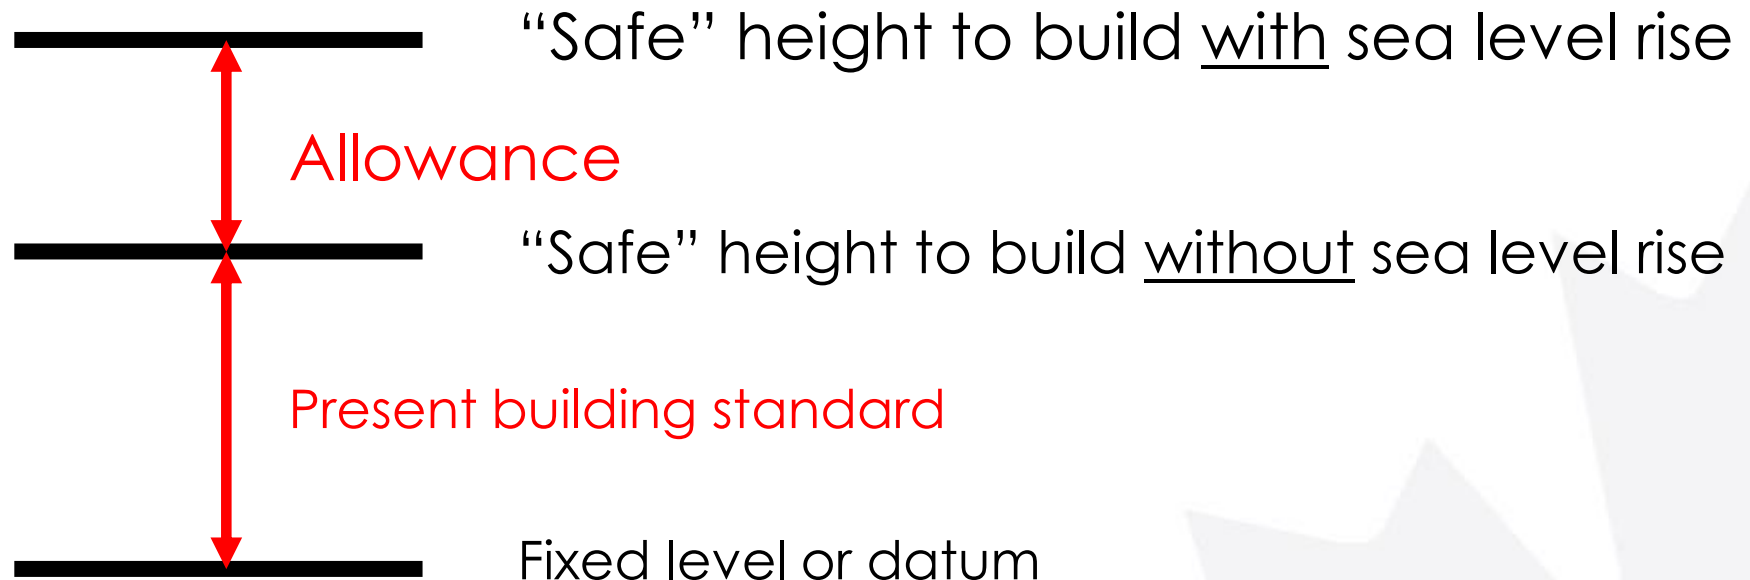 “Safe” height to build with sea level rise
Allowance
“Safe” height to build without sea level rise
Present building standard
Fixed level or datum